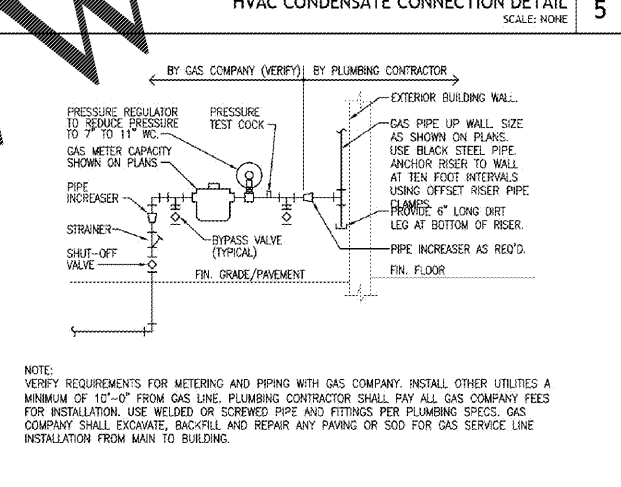 HVAC CONDENSATE CONNECTION DETAIL
SCALE: NONE
5
BY GAS COMPANY (VERIFY)
BY PLUMBING CONTRACTOR
PRESSURE REGULATOR
TO REDUCE PRESSURE
TO 7" TO 11" WC.
PRESSURE
TEST COCK
EXTERIOR BUILDING WALL.
GAS PIPE UP WALL. SIZE
AS SHOWN ON PLANS.
USE BLACK STEEL PIPE.
ANCHOR RISER TO WALL
AT TEN FOOT INTERVALS
USING OFFSET RISER PIPE
CLAMPS.
GAS METER CAPACITY
SHOWN ON PLANS
PIPE
INCREASER
STRAINER
SHUT-OFF
VALVE
BYPASS VALVE
(TYPICAL)
PROVIDE 6" LONG DIRT
LEG AT BOTTOM OF RISER.
PIPE INCREASER AS REQ'D.
FIN. GRADE/PAVEMENT
FIN. FLOOR
NOTE:
VERIFY REQUIREMENTS FOR METERING AND PIPING WITH GAS COMPANY. INSTALL OTHER UTILITIES A
MINIMUM OF 10'-0" FROM GAS LINE. PLUMBING CONTRACTOR SHALL PAY ALL GAS COMPANY FEES
FOR INSTALLATION. USE WELDED OR SCREWED PIPE AND FITTINGS PER PLUMBING SPECS. GAS
COMPANY SHALL EXCAVATE, BACKFILL AND REPAIR ANY PAVING OR SOD FOR GAS SERVICE LINE
INSTALLATION FROM MAIN TO BUILDING.